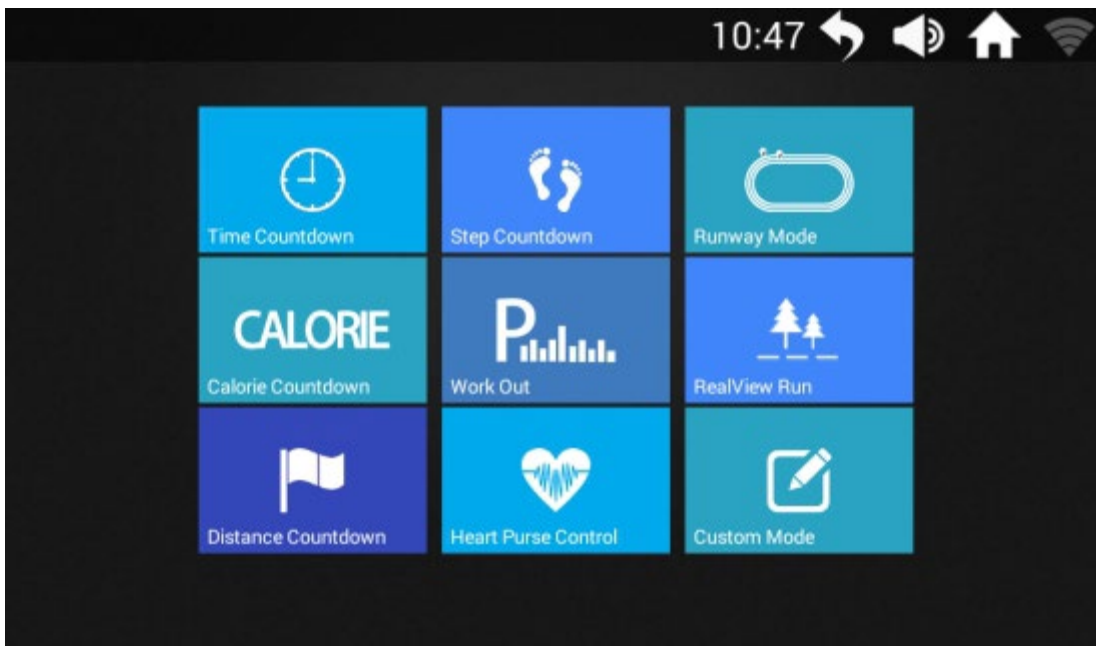 10:47
Time Countdown
Step Countdown
Runway Mode
CALORIE
Calorie Countdown
P
Work Out
RealView Run
Distance Countdown
Heart Purse Control
Custom Mode